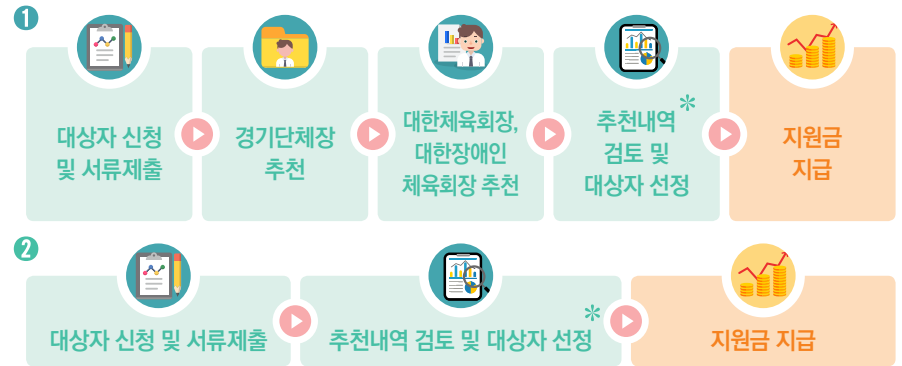 1
대상자 신청
및 서류제출
경기단체장
추천
대한체육회장,
대한장애인
체육회장 추천
추천내역*
검토 및
대상자 선정
지원금
지급
2
대상자 신청 및 서류제출
추천내역 검토 및 대상자 선정*
지원금 지급